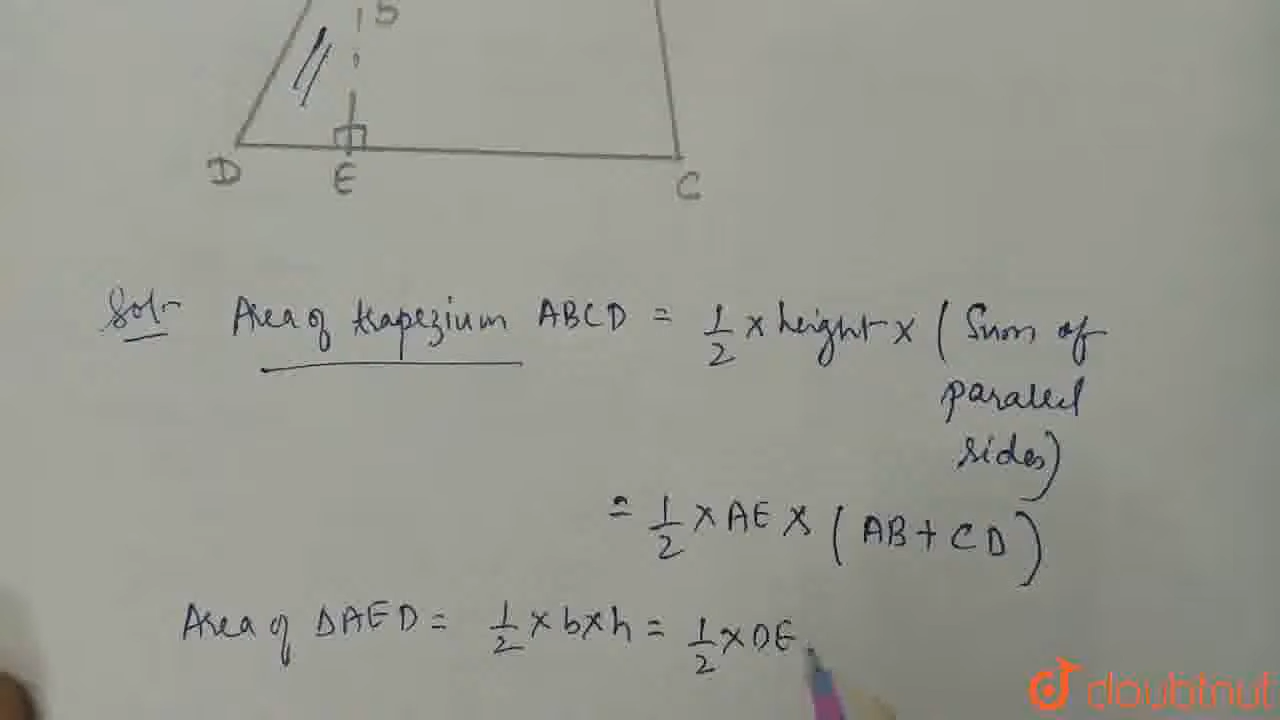 b
D E C
Sol- Area of trapezium ABCD = 1/2 × height × ( Sum of
parallel
sides)
= 1/2 × AE × ( AB + CD )
Area of ΔAED = 1/2 × b × h = 1/2 × DE
doubtnut